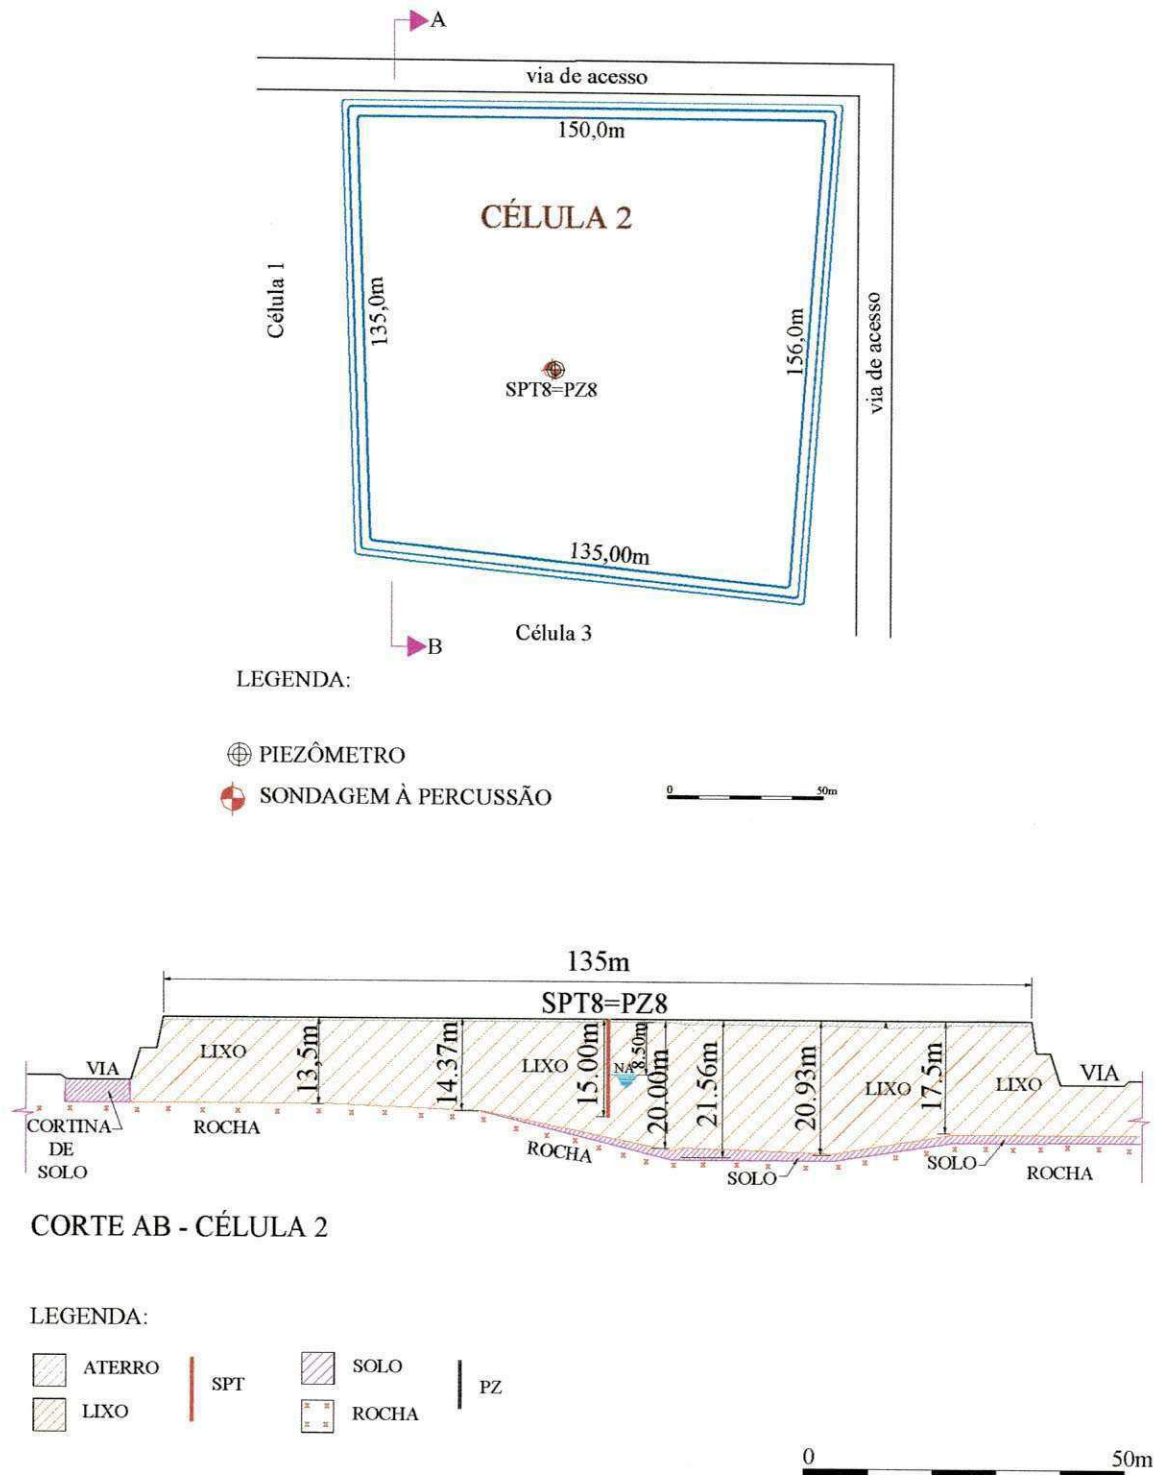 A
via de acesso
150,0m
CÉLULA 2
Célula 1
135,0m
156,0m
via de acesso
SPT8=PZ8
135,00m
Célula 3
B
LEGENDA:
PIEZÔMETRO
SONDAGEM À PERCUSSÃO
0 50m
135m
SPT8=PZ8
VIA
LIXO
13,5m
14.37m
LIXO
15.00m
NA
8.50m
20.00m
21.56m
20.93m
LIXO
17.5m
LIXO
VIA
CORTINA
DE
SOLO
ROCHA
ROCHA
SOLO
SOLO
ROCHA
CORTE AB - CÉLULA 2
LEGENDA:
ATERRO
LIXO
SPT
SOLO
ROCHA
PZ
0 50m